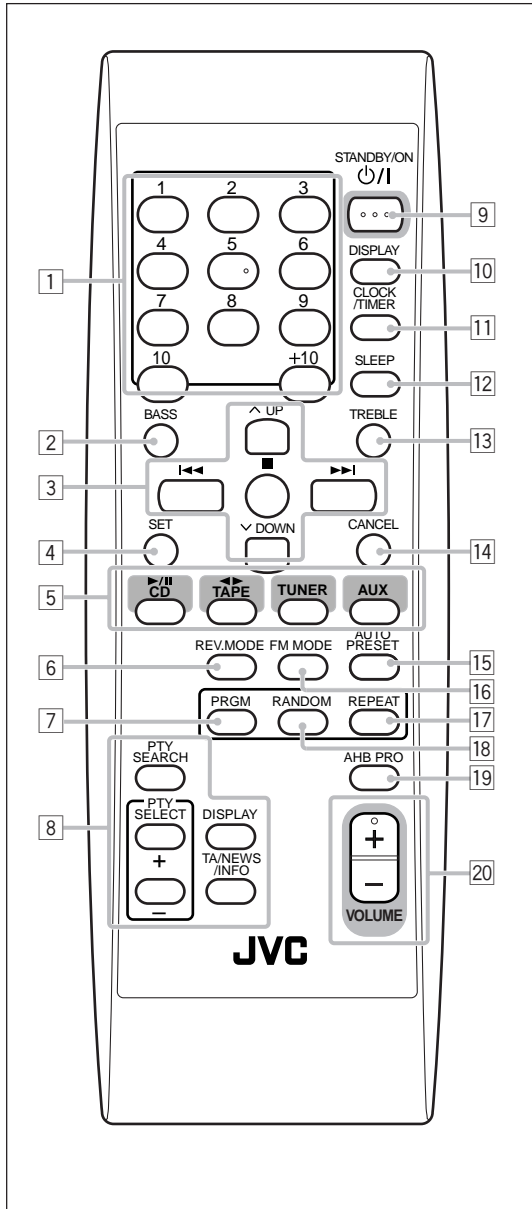 STANDBY/ON
⏻/I
1 2 3
9
4 5 6
DISPLAY
1
10
7 8 9
CLOCK
/TIMER
11
10 +10
SLEEP
12
BASS
∧ UP
TREBLE
2
13
3
SET
∨ DOWN
CANCEL
4
14
CD
TAPE
TUNER
AUX
5
REV.MODE FM MODE
AUTO
PRESET
6
15
16
PRGM RANDOM REPEAT
7
17
18
PTY
SEARCH
AHB PRO
19
8
PTY
SELECT
DISPLAY
+
TA/NEWS
/INFO
–
+
–
20
VOLUME
JVC